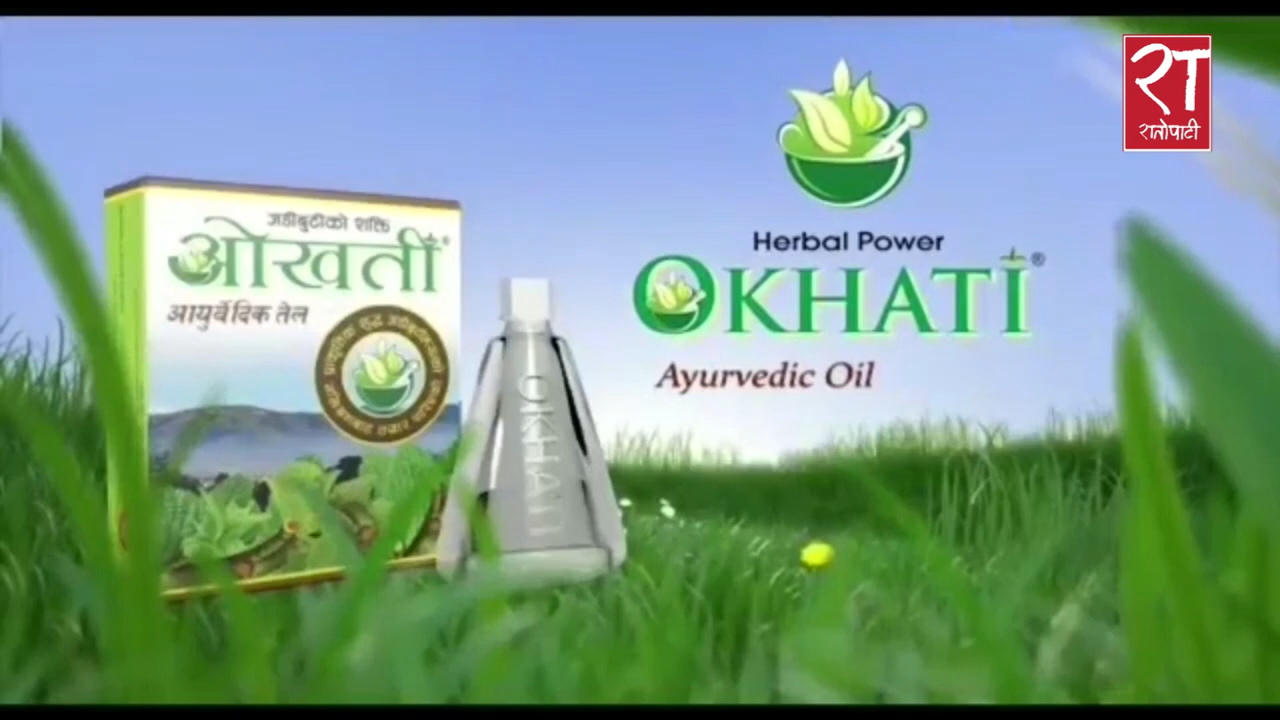 रा
रातोपाटी
जडीबुटीको शक्ति
ओखती®
आयुर्वेदिक तेल
Herbal Power
OKHATI®
Ayurvedic Oil
OKHATI